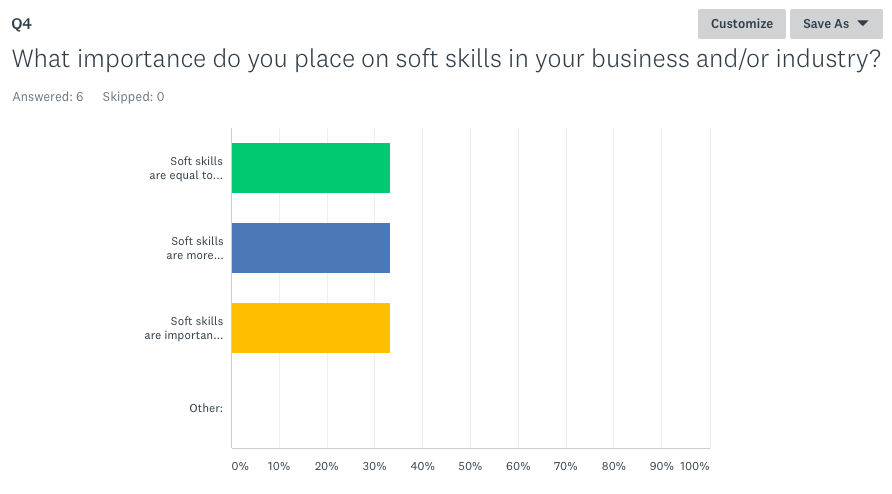 Q4
Customize
Save As
What importance do you place on soft skills in your business and/or industry?
Answered: 6 Skipped: 0
Soft skills
are equal to...
Soft skills
are more...
Soft skills
are importan...
Other:
0% 10% 20% 30% 40% 50% 60% 70% 80% 90% 100%